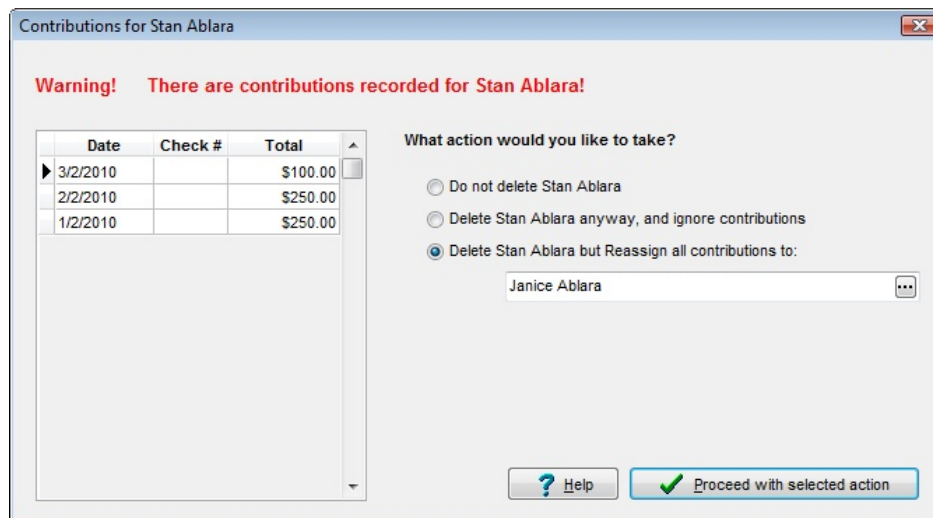 Contributions for Stan Ablara
Warning! There are contributions recorded for Stan Ablara!
Date Check # Total
3/2/2010 $100.00
2/2/2010 $250.00
1/2/2010 $250.00
What action would you like to take?
Do not delete Stan Ablara
Delete Stan Ablara anyway, and ignore contributions
Delete Stan Ablara but Reassign all contributions to:
Janice Ablara ...
? Help
Proceed with selected action